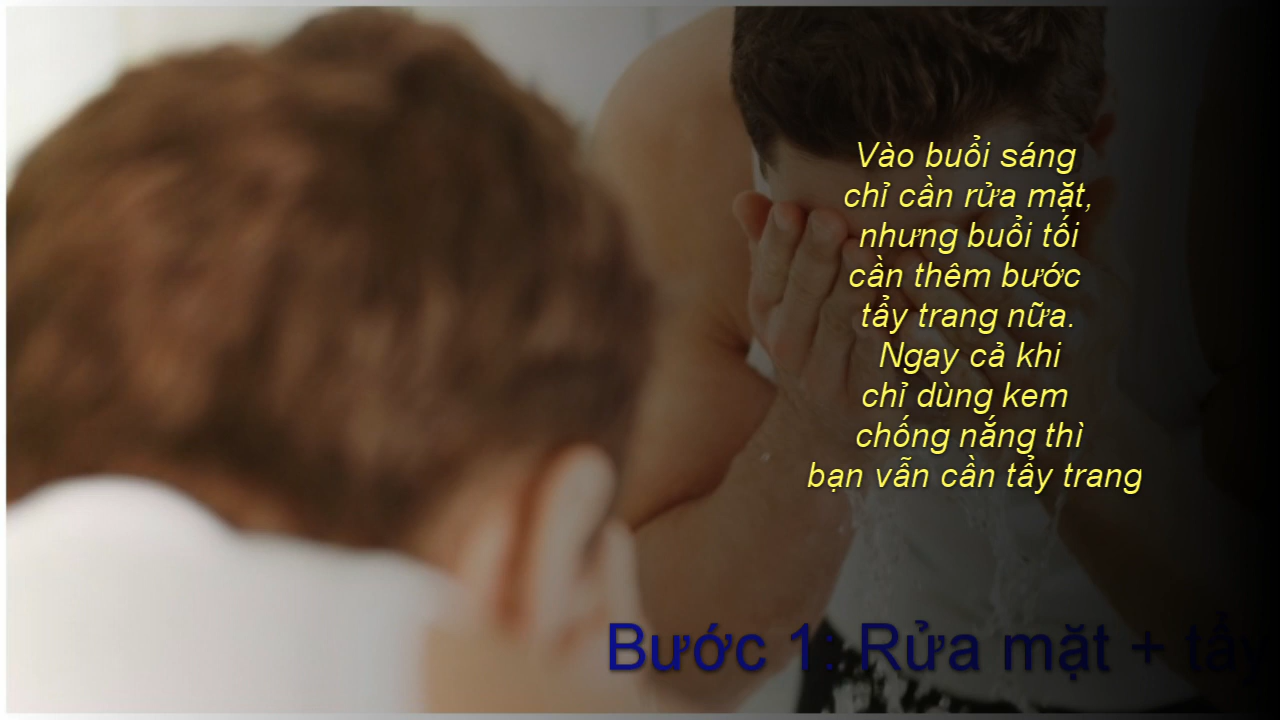 Vào buổi sáng
chỉ cần rửa mặt,
nhưng buổi tối
cần thêm bước
tẩy trang nữa.
Ngay cả khi
chỉ dùng kem
chống nắng thì
bạn vẫn cần tẩy trang
Bước 1: Rửa mặt + tẩy